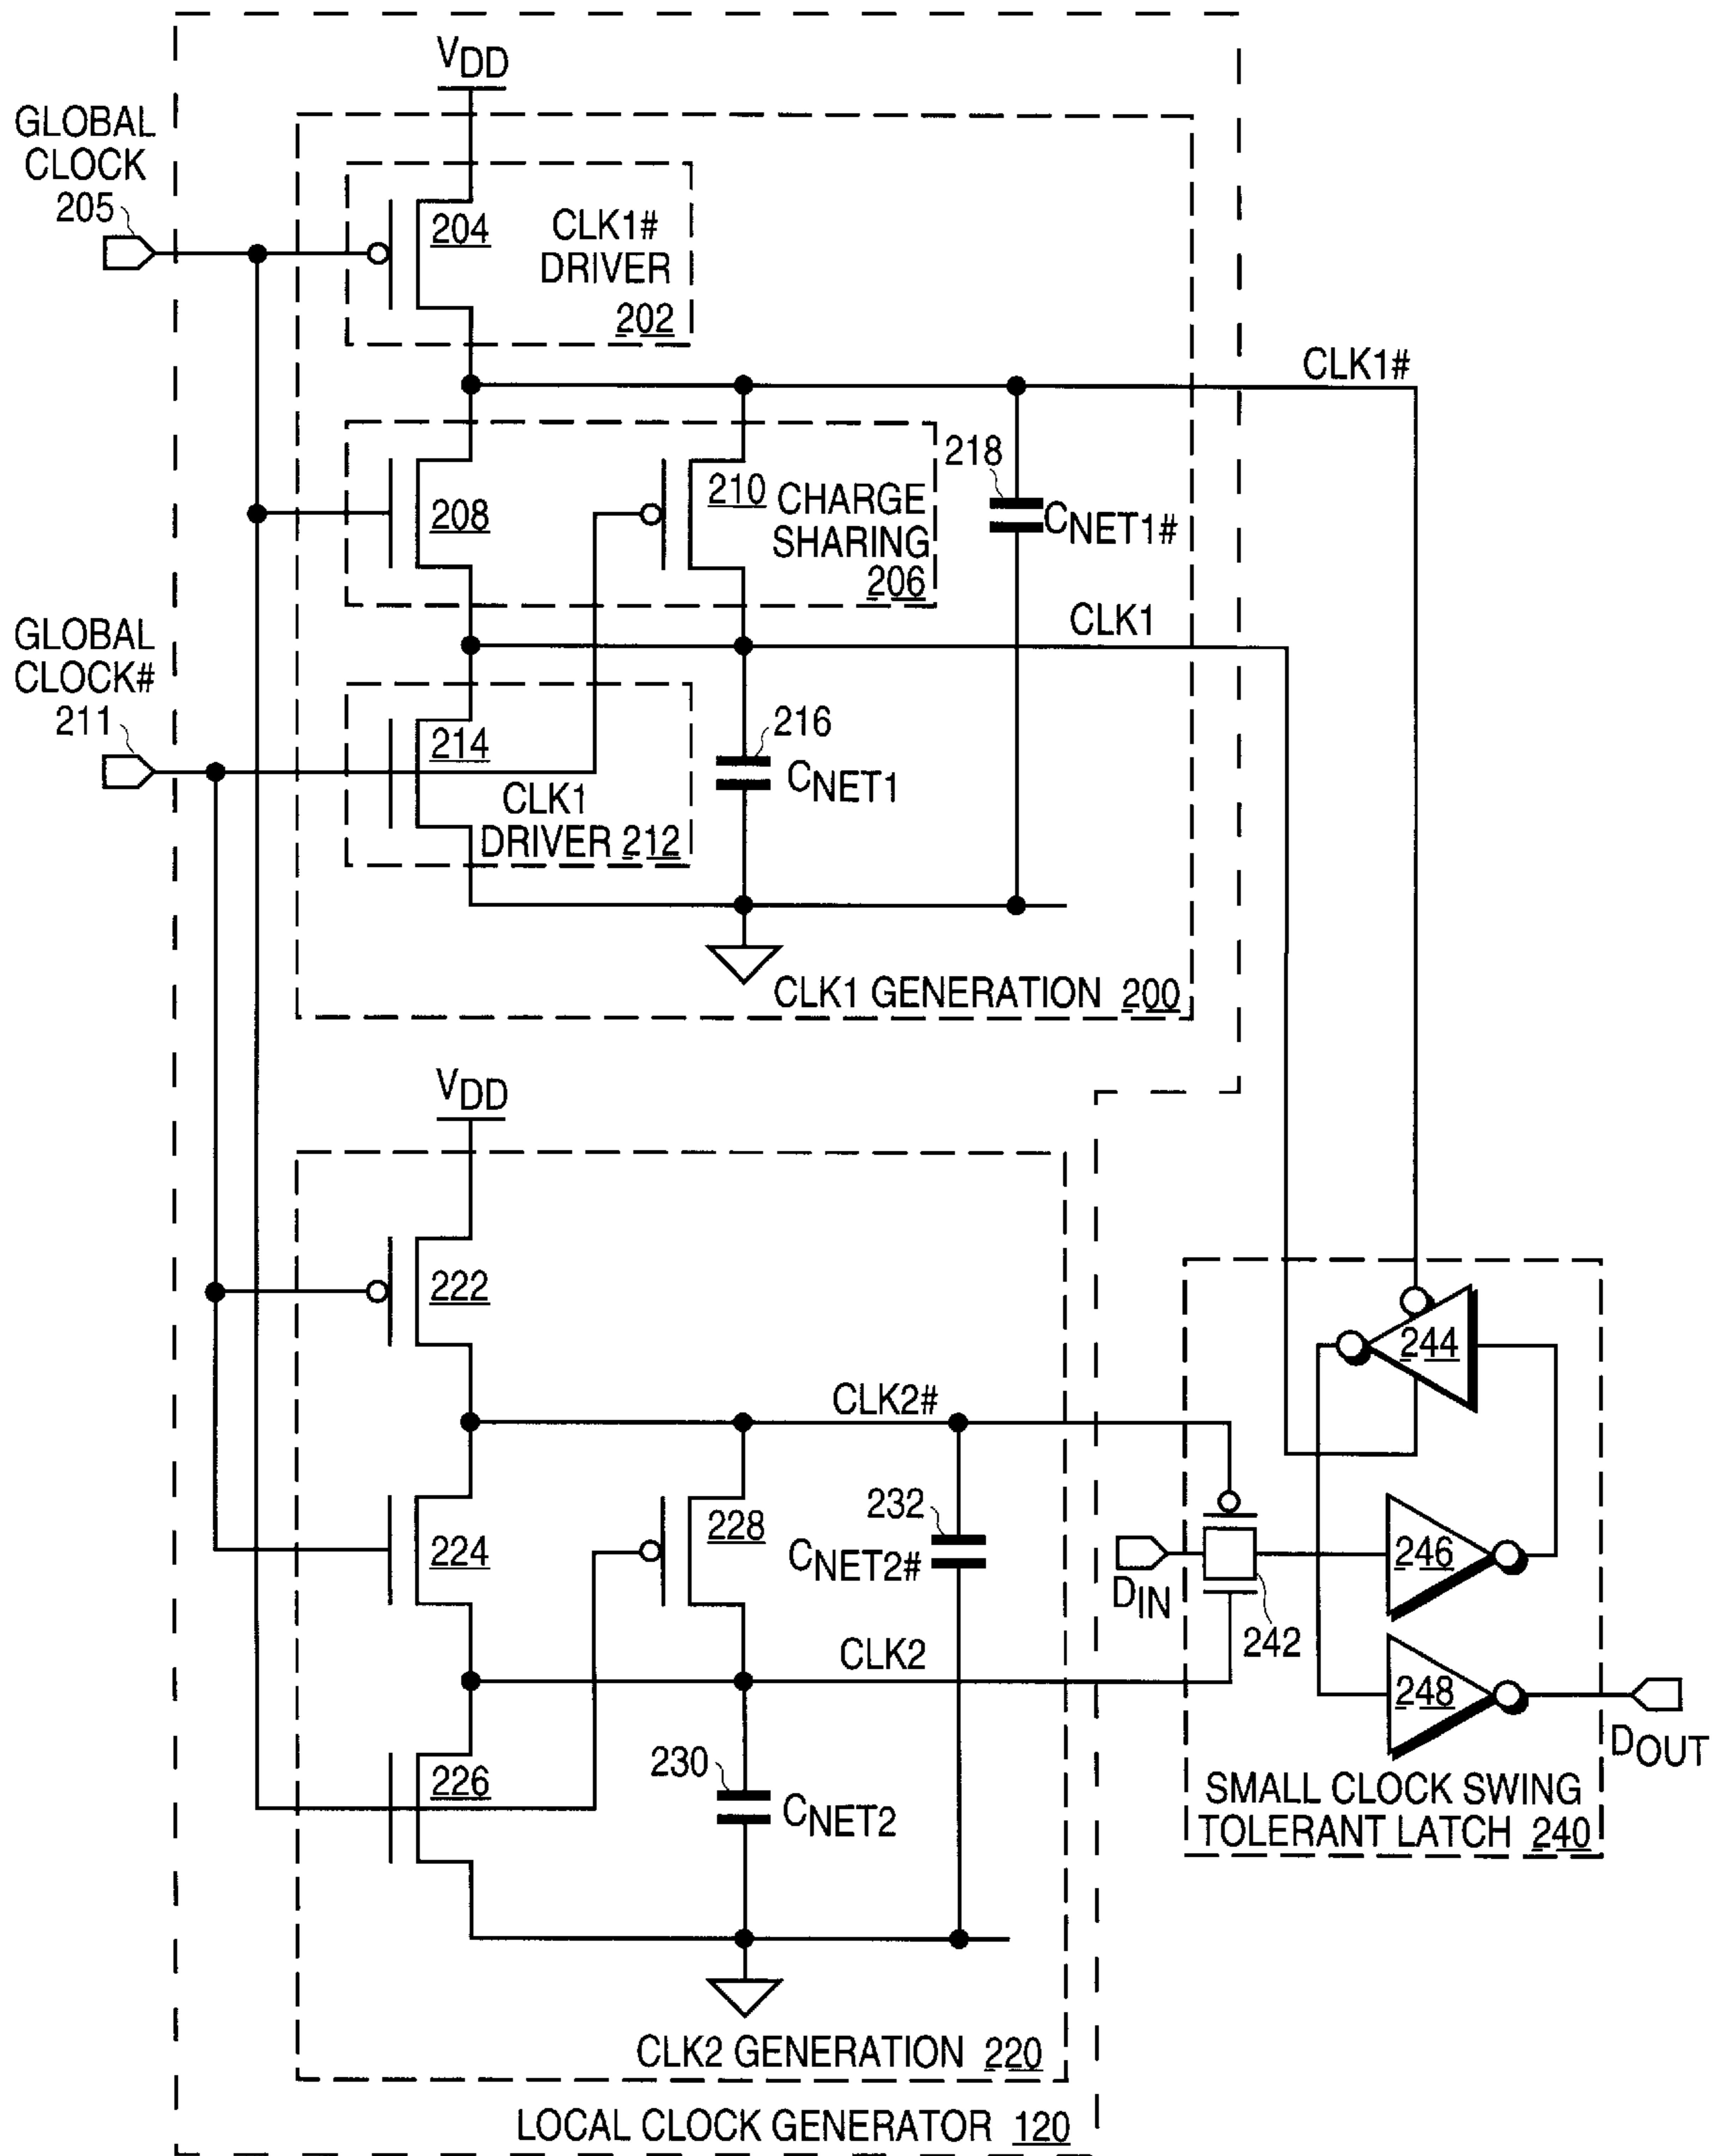 VDD
GLOBAL
CLOCK
205
204
CLK1#
DRIVER
202
CLK1#
218
210
CHARGE
SHARING
206
208
CNET1#
GLOBAL
CLOCK#
211
CLK1
214
216
CNET1
CLK1
DRIVER 212
CLK1 GENERATION 200
VDD
222
244
CLK2#
232
224
228
CNET2#
DIN
246
242
CLK2
248
DOUT
226
230
CNET2
SMALL CLOCK SWING
TOLERANT LATCH 240
CLK2 GENERATION 220
LOCAL CLOCK GENERATOR 120